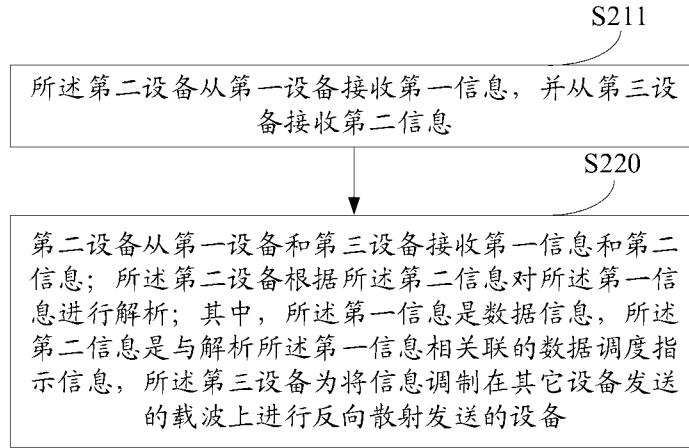 S211
所述第二设备从第一设备接收第一信息，并从第三设
备接收第二信息
S220
第二设备从第一设备和第三设备接收第一信息和第二
信息；所述第二设备根据所述第二信息对所述第一信
息进行解析；其中，所述第一信息是数据信息，所述
第二信息是与解析所述第一信息相关联的数据调度指
示信息，所述第三设备为将信息调制在其它设备发送
的载波上进行反向散射发送的设备